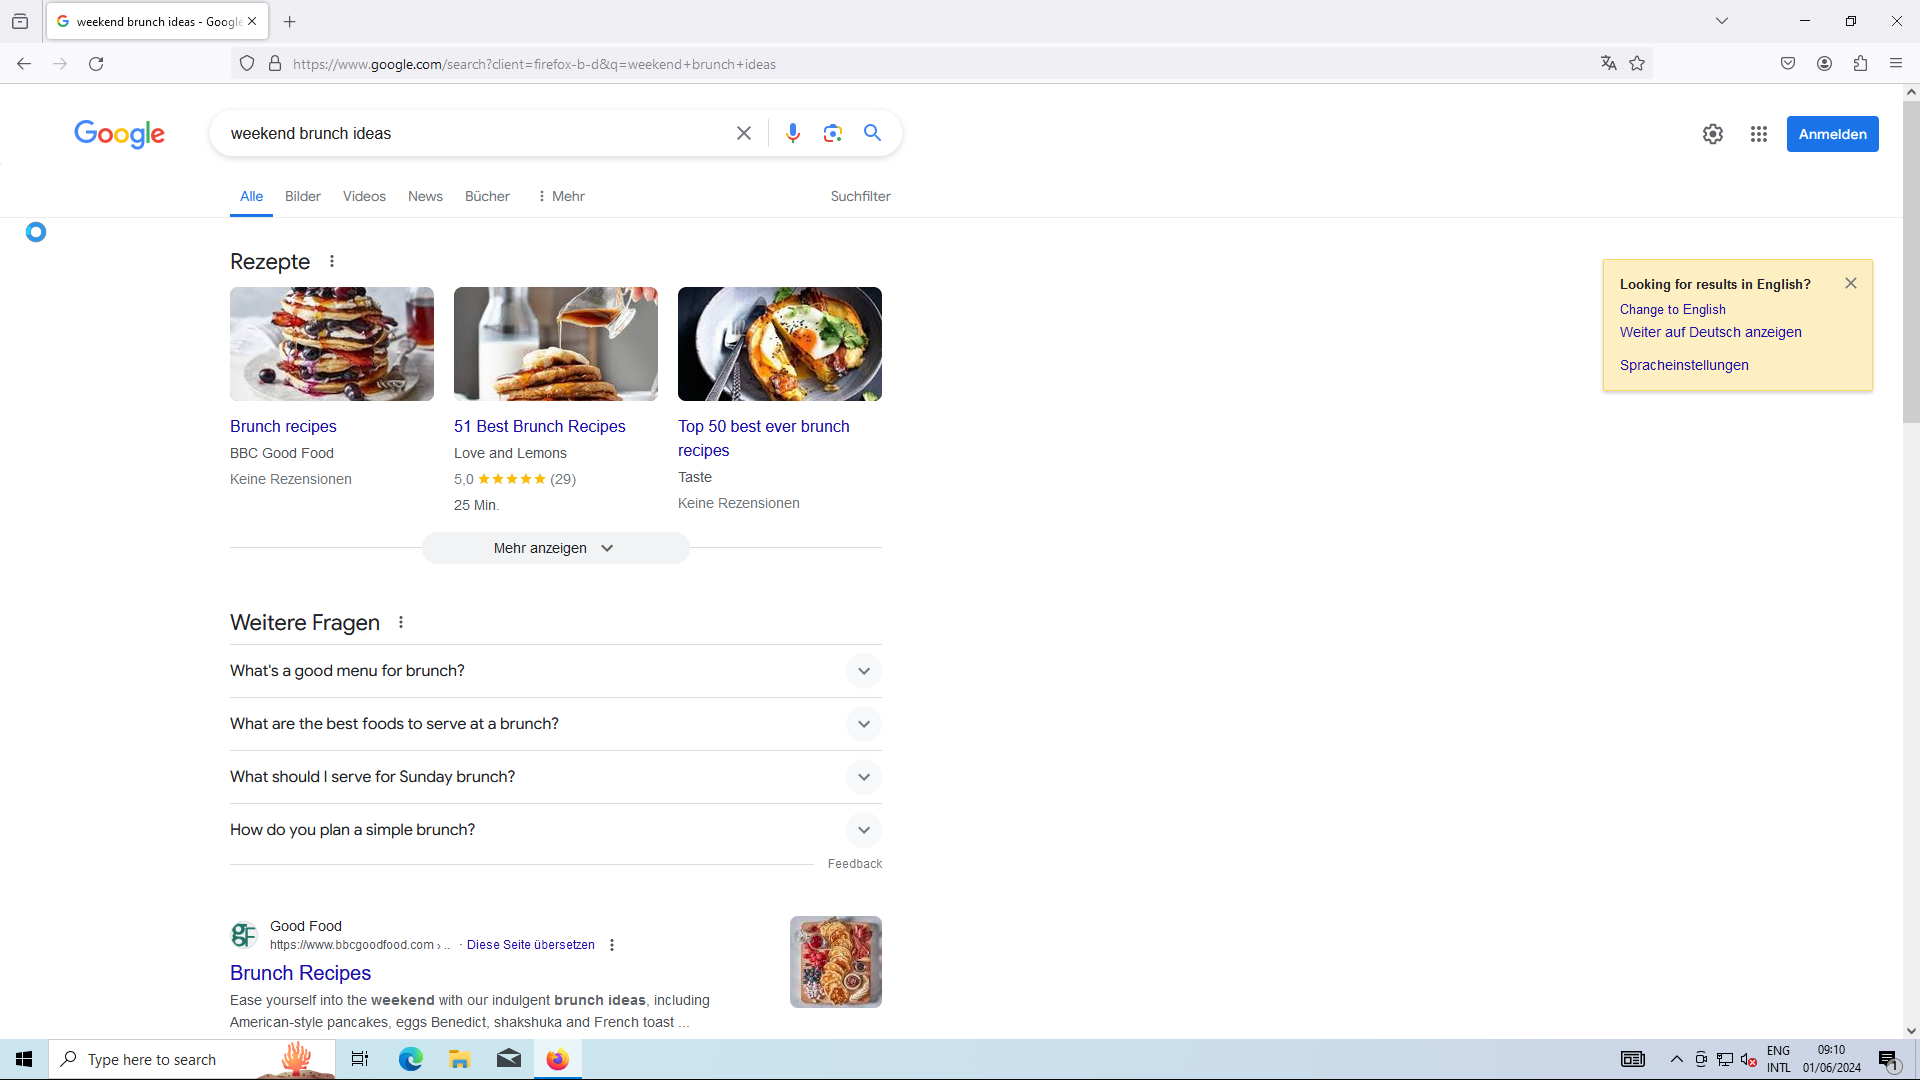 weekend brunch ideas - Google
https://www.google.com/search?client=firefox-b-d&q=weekend+brunch+ideas
Google
weekend brunch ideas
Anmelden
Alle
Bilder
Videos
News
Bücher
Mehr
Suchfilter
Rezepte
Brunch recipes
BBC Good Food
Keine Rezensionen
51 Best Brunch Recipes
Love and Lemons
5,0 ★★★★★ (29)
25 Min.
Top 50 best ever brunch
recipes
Taste
Keine Rezensionen
Mehr anzeigen
Looking for results in English?
Change to English
Weiter auf Deutsch anzeigen
Spracheinstellungen
Weitere Fragen
What's a good menu for brunch?
What are the best foods to serve at a brunch?
What should I serve for Sunday brunch?
How do you plan a simple brunch?
Feedback
gf
Good Food
https://www.bbcgoodfood.com › .. · Diese Seite übersetzen
Brunch Recipes
Ease yourself into the weekend with our indulgent brunch ideas, including
American-style pancakes, eggs Benedict, shakshuka and French toast ...
Type here to search
ENG
INTL
09:10
01/06/2024
1